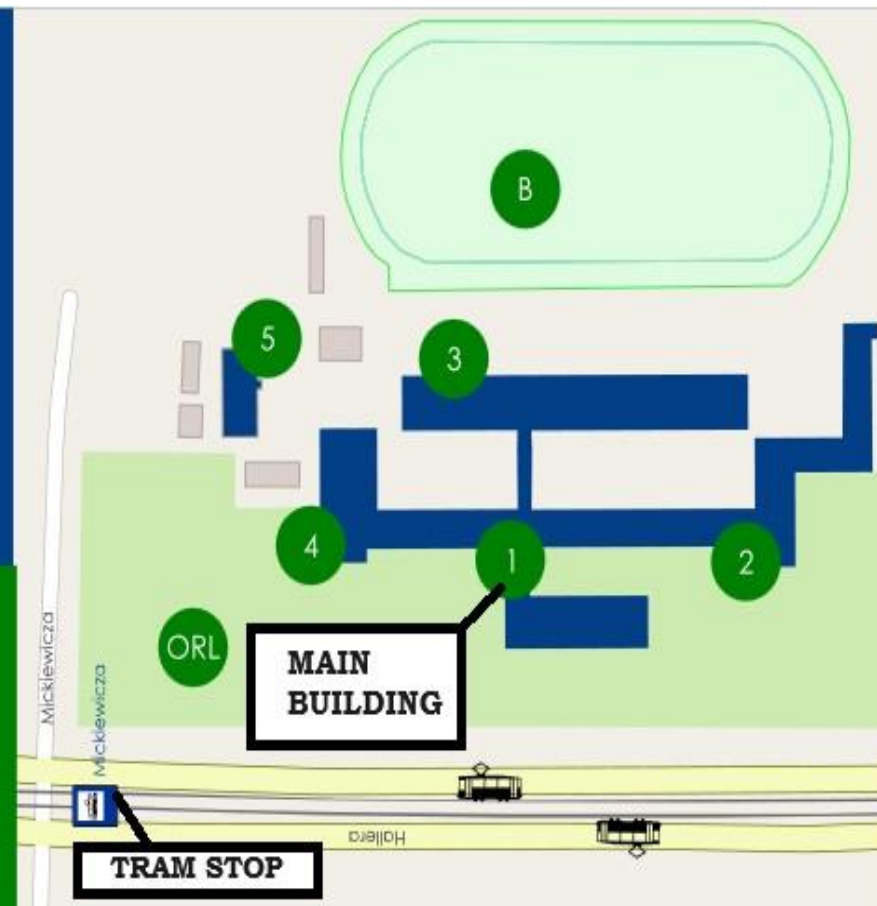 B
5
3
4
1
2
ORL
MAIN
BUILDING
Mickiewicza
Mickiewicza
Hallera
TRAM STOP